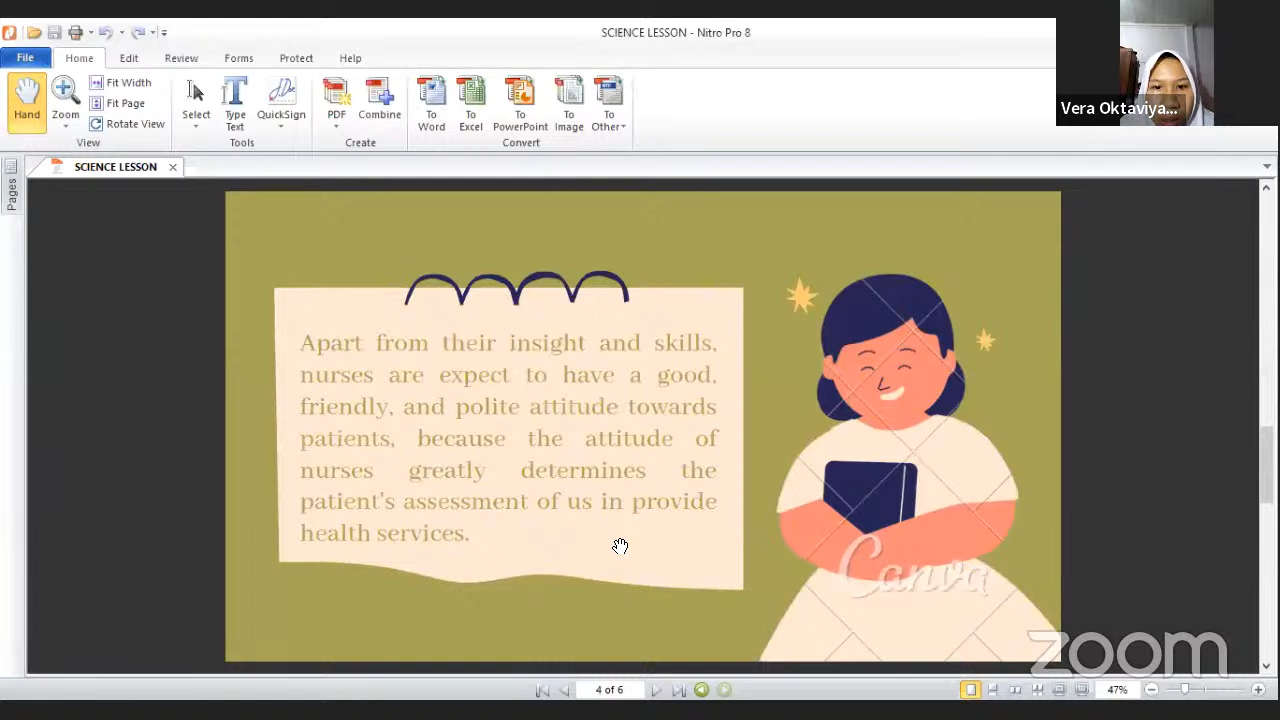 SCIENCE LESSON - Nitro Pro 8
File Home Edit Review Forms Protect Help
Hand
Zoom
Fit Width
Fit Page
Rotate View
View
Select
Type Text
QuickSign
Tools
PDF
Combine
Create
To Word
To Excel
To PowerPoint
To Image
To Other
Convert
Vera Oktaviya...
SCIENCE LESSON
Pages
Apart from their insight and skills,
nurses are expect to have a good,
friendly, and polite attitude towards
patients, because the attitude of
nurses greatly determines the
patient's assessment of us in provide
health services.
Canva
zoom
4 of 6
47%